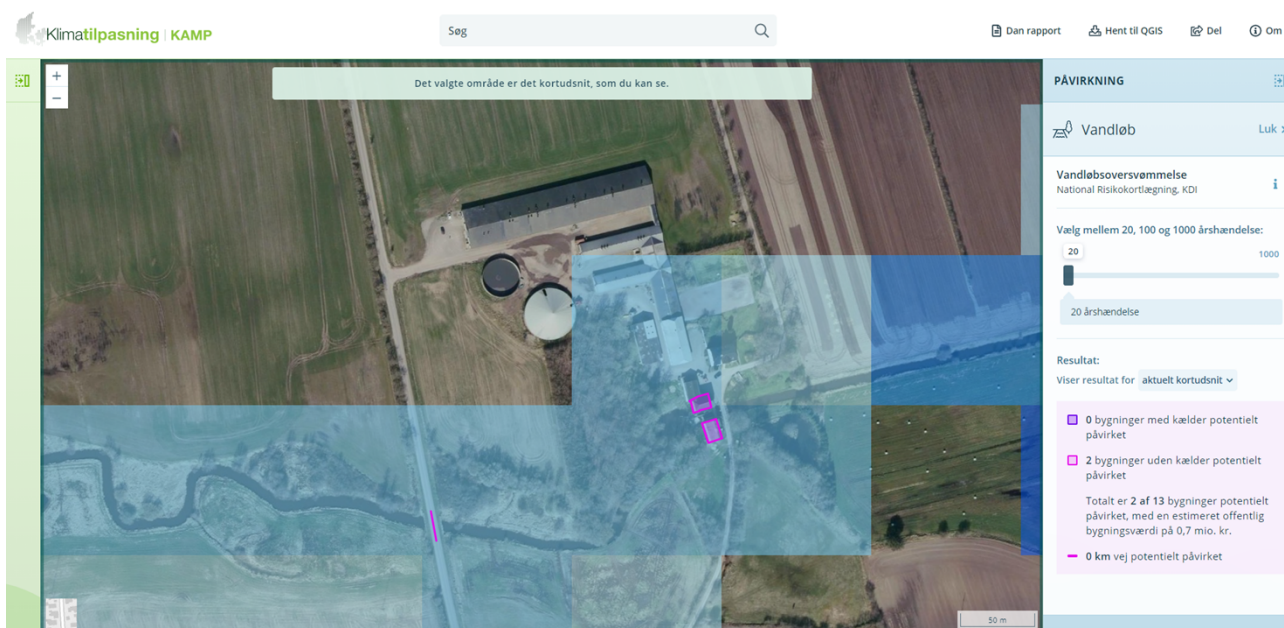 Klimatilpasning | KAMP
Søg
Dan rapport
Hent til QGIS
Del
Om
+
−
Det valgte område er det kortudsnit, som du kan se.
PÅVIRKNING
Vandløb
Luk
Vandløbsoversvømmelse
National Risikokortlægning, KDI
Vælg mellem 20, 100 og 1000 årshændelse:
20
1000
20 årshændelse
Resultat:
Viser resultat for aktuelt kortudsnit
0 bygninger med kælder potentielt
påvirket
2 bygninger uden kælder potentielt
påvirket
Totalt er 2 af 13 bygninger potentielt
påvirket, med en estimeret offentlig
bygningsværdi på 0,7 mio. kr.
0 km vej potentielt påvirket
50 m